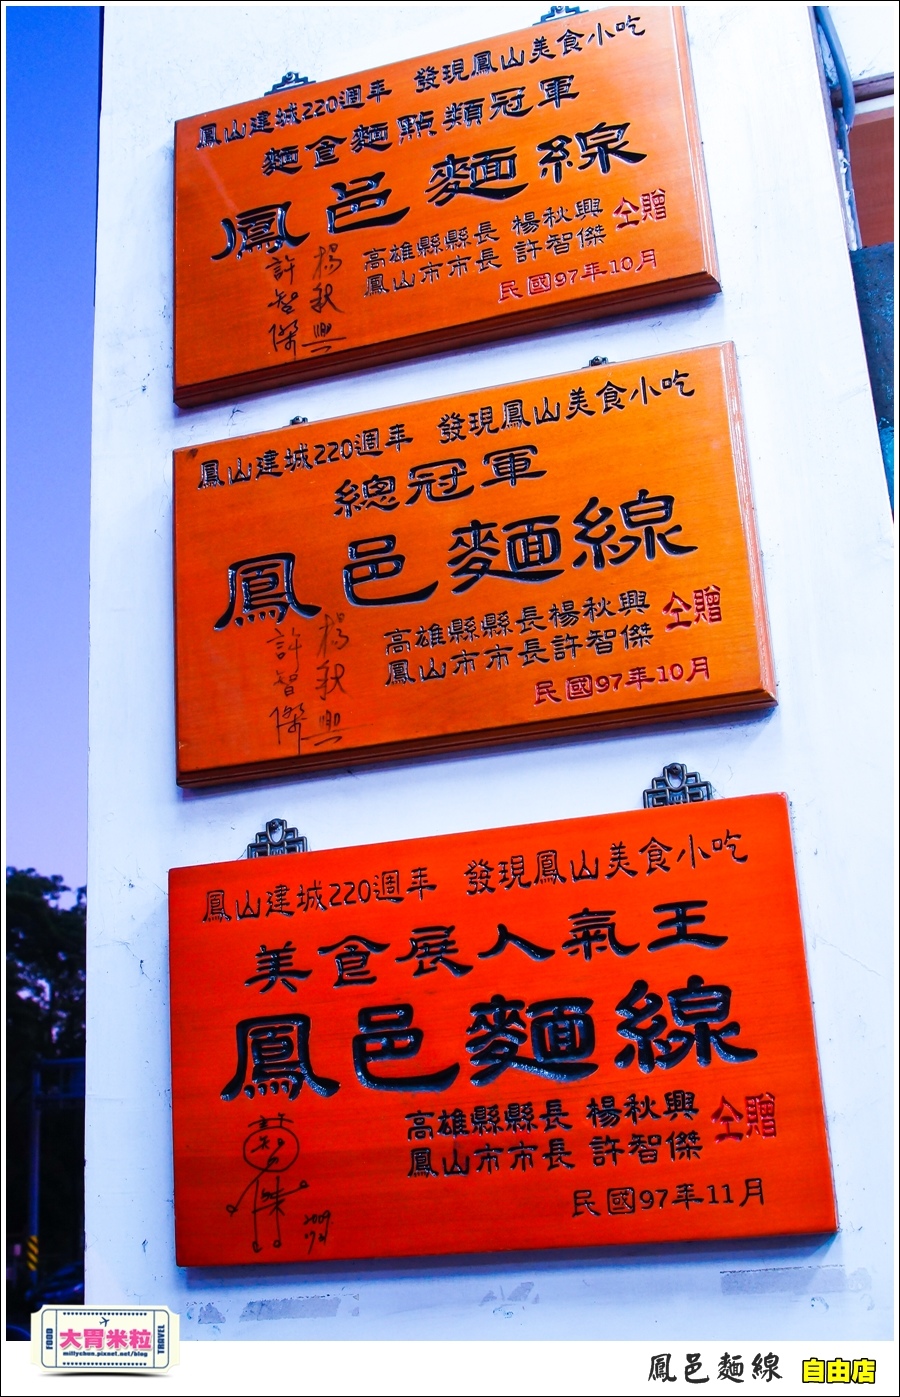 鳳山建城220週年 發現鳳山美食小吃
麵食麵點類冠軍
鳳邑麵線
高雄縣縣長 楊秋興
鳳山市市長 許智傑
仝贈
民國97年10月
楊秋興
許智傑
鳳山建城220週年 發現鳳山美食小吃
總冠軍
鳳邑麵線
高雄縣縣長楊秋興
鳳山市市長許智傑
仝贈
民國97年10月
楊秋興
許智傑
鳳山建城220週年 發現鳳山美食小吃
美食展人氣王
鳳邑麵線
高雄縣縣長 楊秋興
鳳山市市長 許智傑
仝贈
民國97年11月
FOOD
大胃米粒
millychun.pixnet.net/blog
TRAVEL
鳳邑麵線 自由店